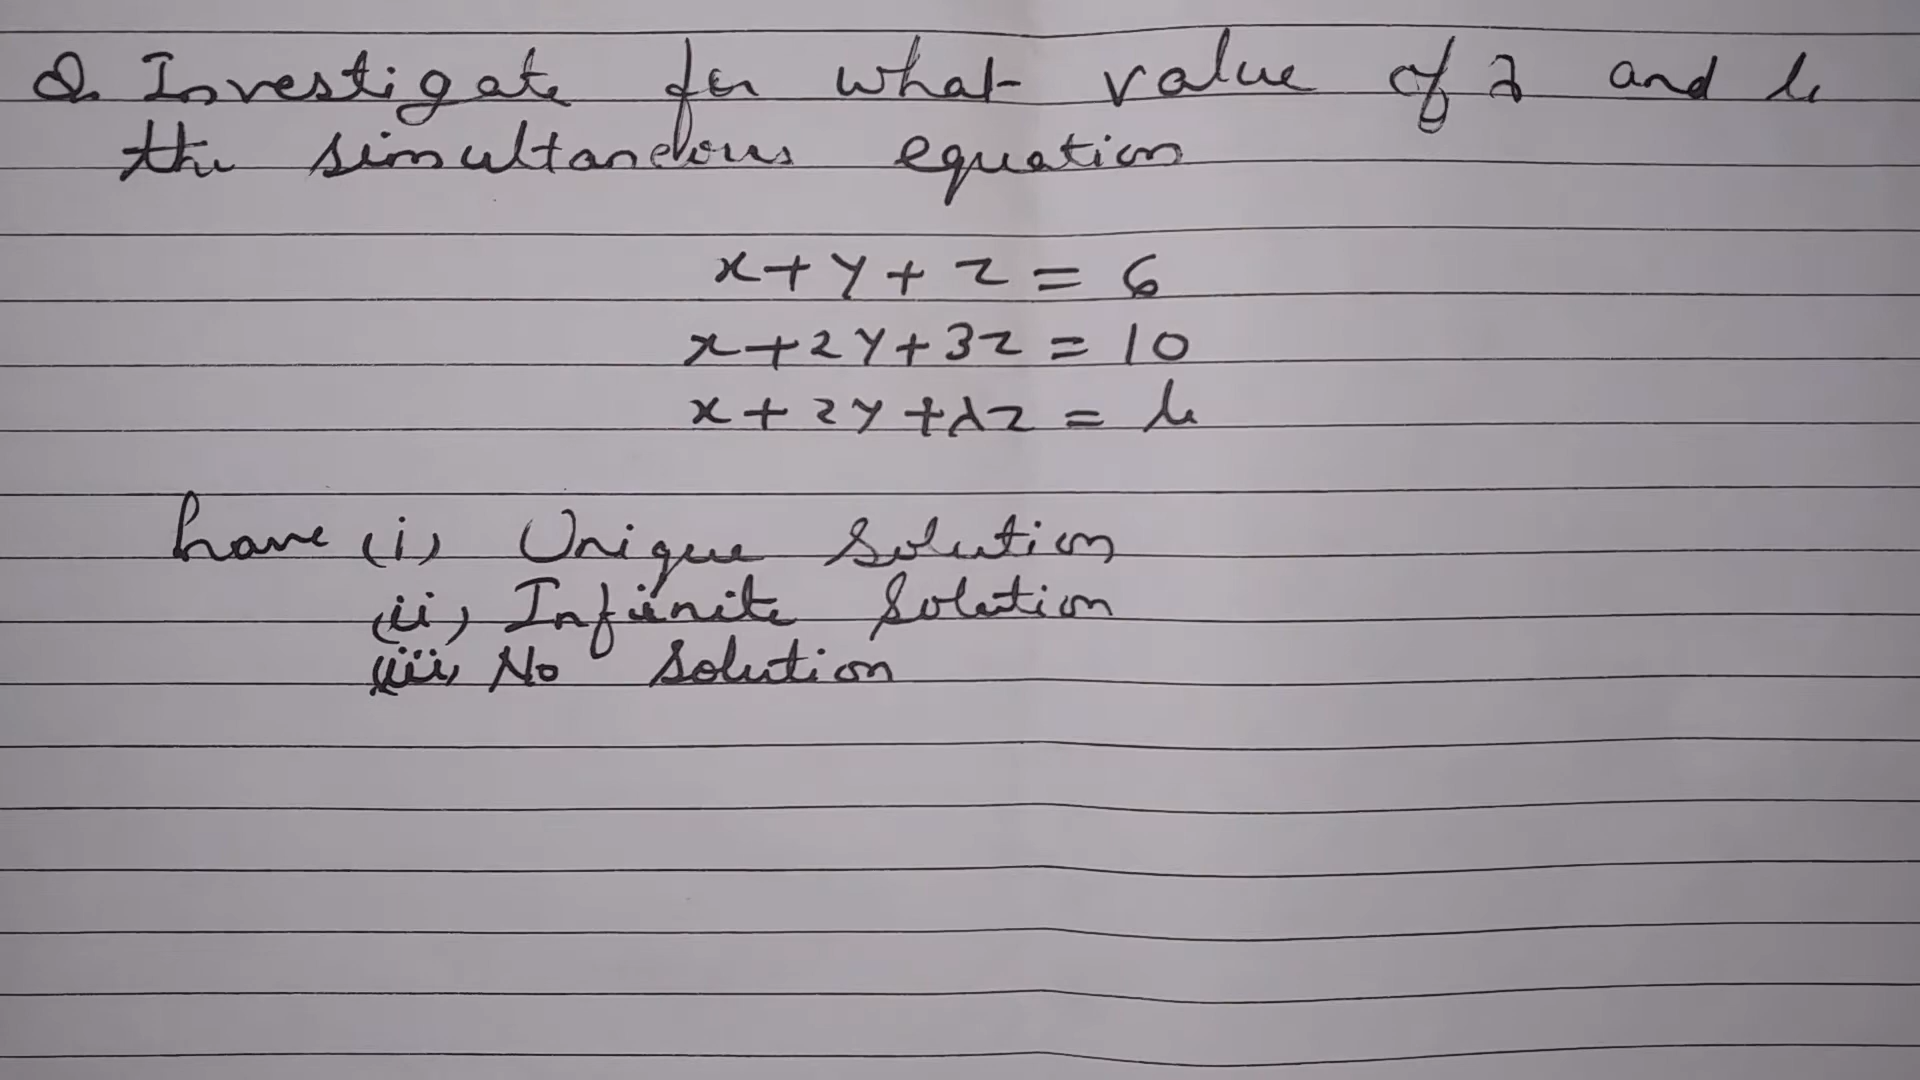 Q. Investigate for what value of λ and μ
the simultaneous equation
x + y + z = 6
x + 2y + 3z = 10
x + 2y + λz = μ
have (i) Unique Solution
(ii) Infinite Solution
(iii) No Solution